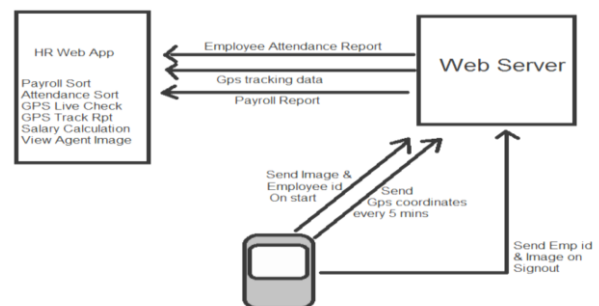 HR Web App
Payroll Sort
Attendance Sort
GPS Live Check
GPS Track Rpt
Salary Calculation
View Agent Image
Employee Attendance Report
Gps tracking data
Payroll Report
Web Server
Send Image &
Employee id
On start
Send
Gps coordinates
every 5 mins
Send Emp id
& Image on
Signout